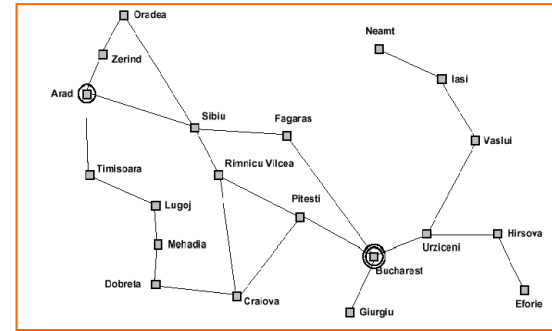 Oradea
Neamt
Zerind
Iasi
Arad
Sibiu
Fagaras
Vaslui
Timisoara
Rimnicu Vilcea
Pitesti
Lugoj
Hirsova
Mehadia
Urziceni
Bucharest
Dobreta
Craiova
Eforie
Giurgiu